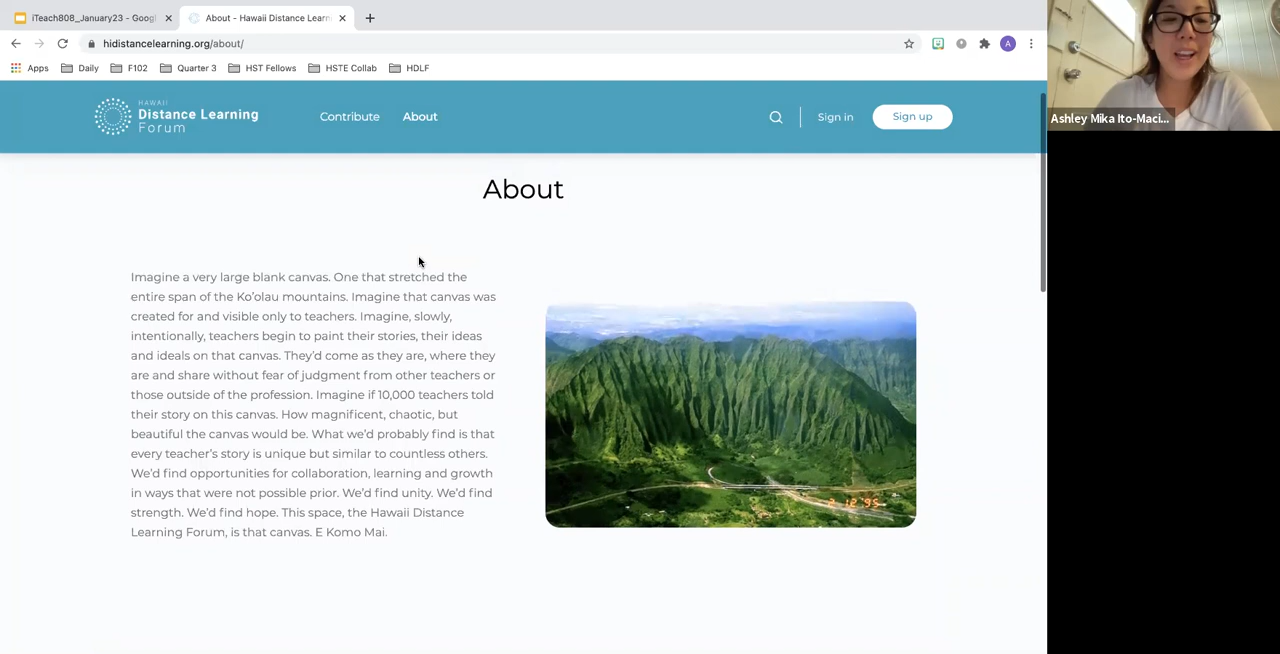 iTeach808_January23 - Googl
About - Hawaii Distance Learn
hidistancelearning.org/about/
A
Apps
Daily
F102
Quarter 3
HST Fellows
HSTE Collab
HDLF
HAWAII
Distance Learning
Forum
Contribute
About
Sign in
Sign up
About
Imagine a very large blank canvas. One that stretched the
entire span of the Ko'olau mountains. Imagine that canvas was
created for and visible only to teachers. Imagine, slowly,
intentionally, teachers begin to paint their stories, their ideas
and ideals on that canvas. They'd come as they are, where they
are and share without fear of judgment from other teachers or
those outside of the profession. Imagine if 10,000 teachers told
their story on this canvas. How magnificent, chaotic, but
beautiful the canvas would be. What we'd probably find is that
every teacher's story is unique but similar to countless others.
We'd find opportunities for collaboration, learning and growth
in ways that were not possible prior. We'd find unity. We'd find
strength. We'd find hope. This space, the Hawaii Distance
Learning Forum, is that canvas. E Komo Mai.
2 12 '95
Ashley Mika Ito-Maci...